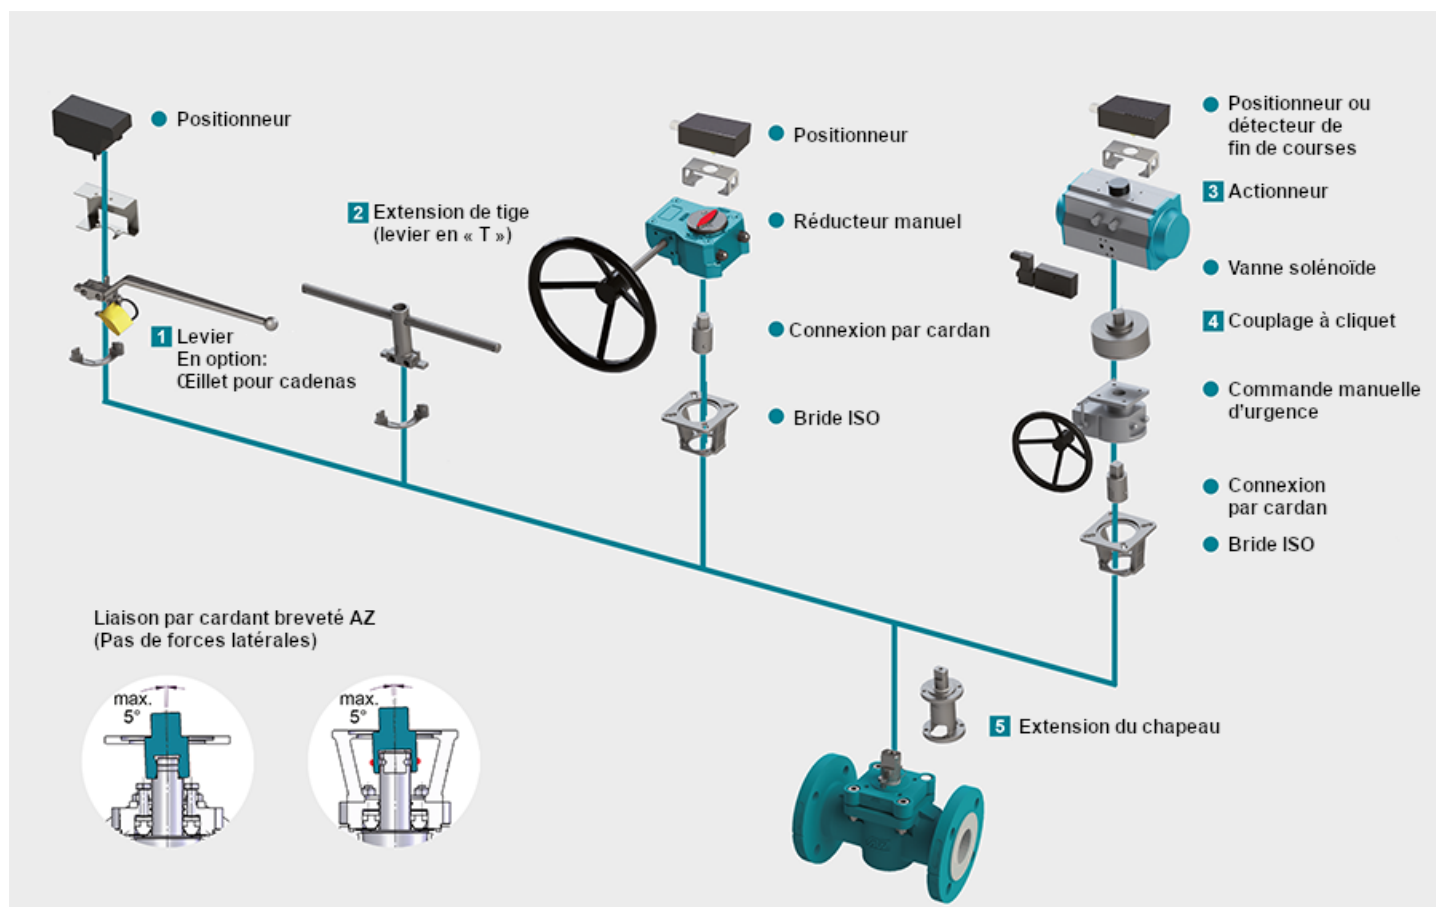 Positionneur
1 Levier
En option:
Œillet pour cadenas
2 Extension de tige
(levier en « T »)
Positionneur
Réducteur manuel
Connexion par cardan
Bride ISO
Positionneur ou
détecteur de
fin de courses
3 Actionneur
Vanne solénoïde
4 Couplage à cliquet
Commande manuelle
d'urgence
Connexion
par cardan
Bride ISO
5 Extension du chapeau
Liaison par cardant breveté AZ
(Pas de forces latérales)
max.
5°
max.
5°